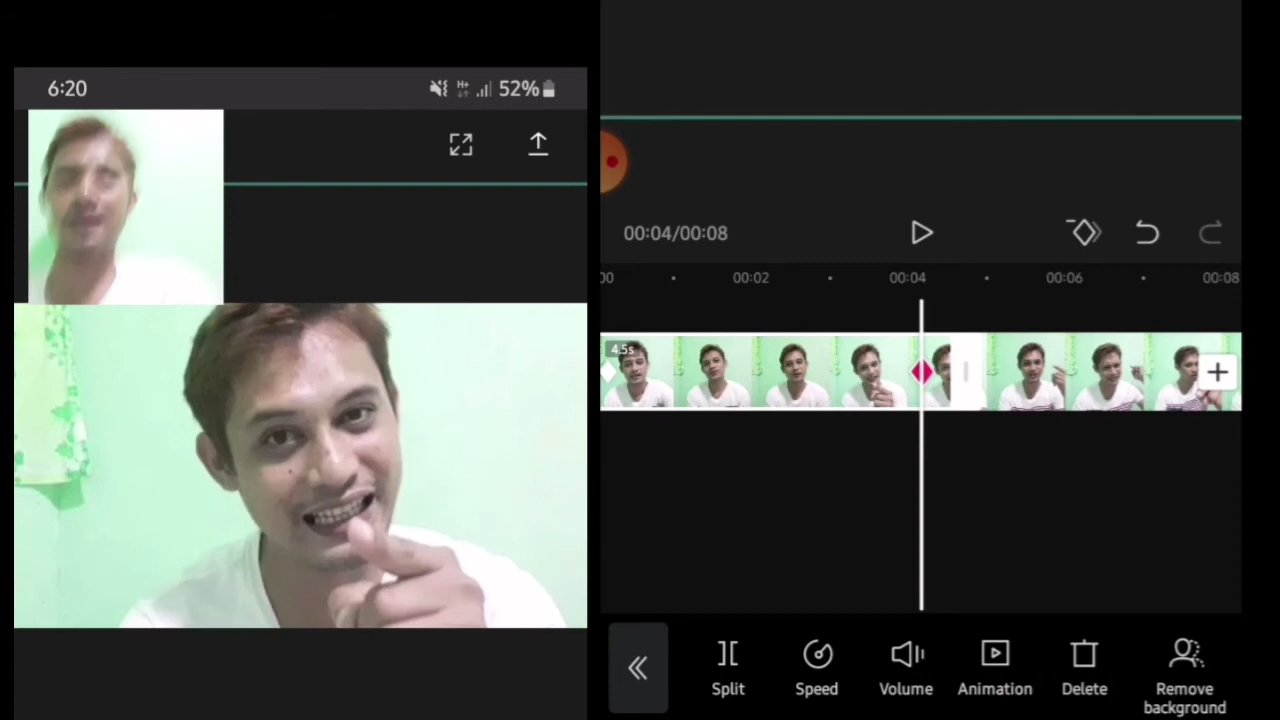 6:20
H+
52%
00:04/00:08
00
00:02
00:04
00:06
00:08
4.5s
Split
Speed
Volume
Animation
Delete
Remove
background